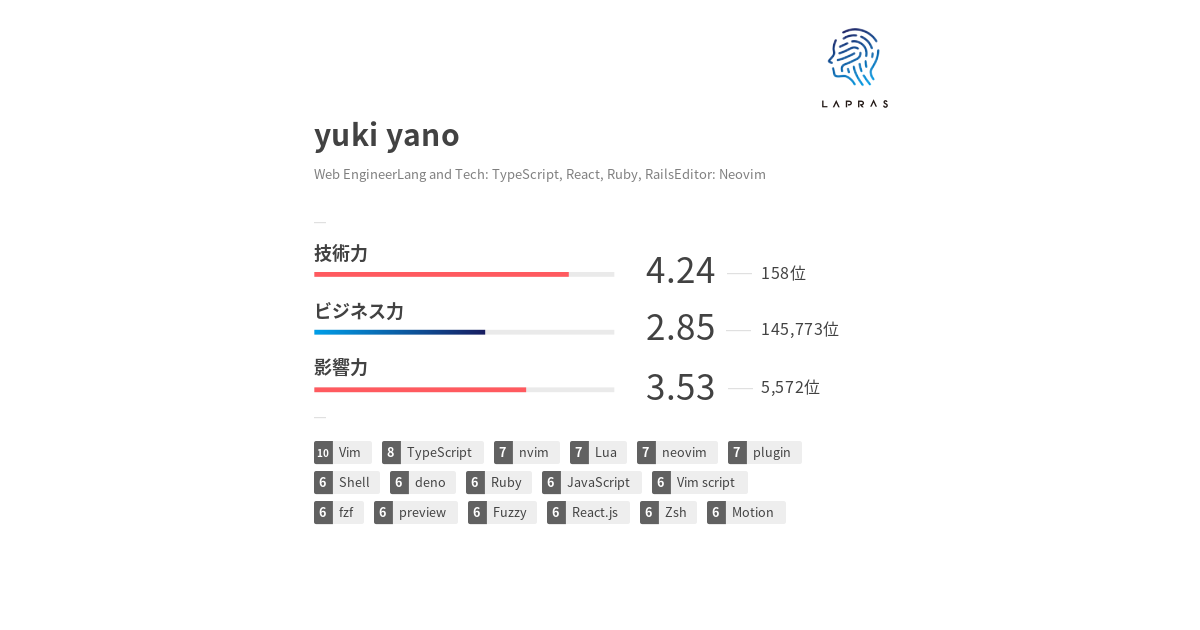 LAPRAS
yuki yano
Web EngineerLang and Tech: TypeScript, React, Ruby, RailsEditor: Neovim
技術力
4.24 158位
ビジネス力
2.85 145,773位
影響力
3.53 5,572位
10 Vim 8 TypeScript 7 nvim 7 Lua 7 neovim 7 plugin
6 Shell 6 deno 6 Ruby 6 JavaScript 6 Vim script
6 fzf 6 preview 6 Fuzzy 6 React.js 6 Zsh 6 Motion